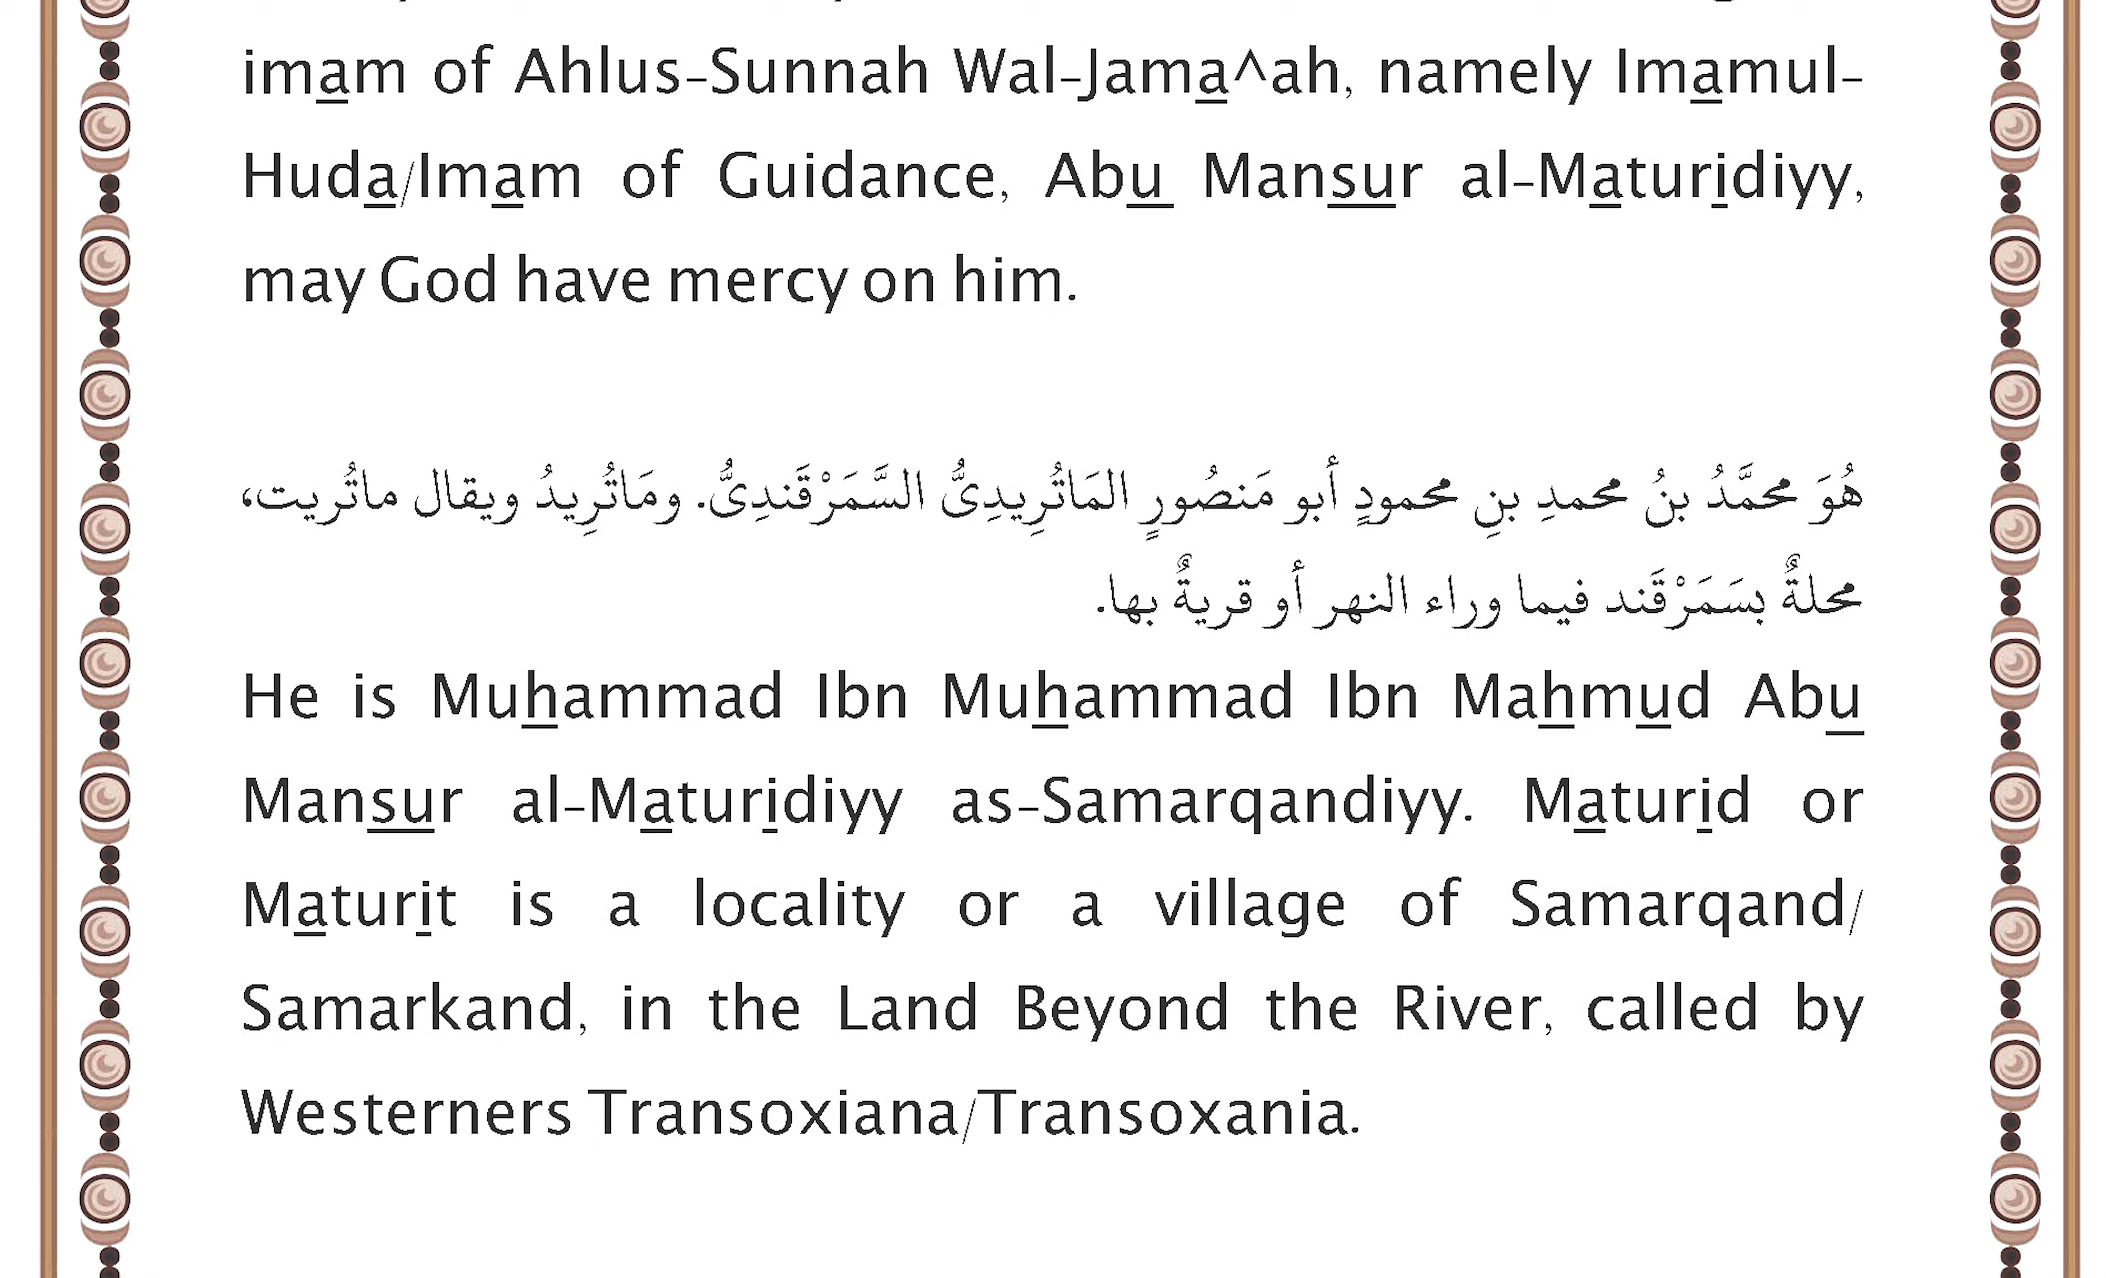 imam of Ahlus-Sunnah Wal-Jama^ah, namely Imamul-
Huda/Imam of Guidance, Abu Mansur al-Maturidiyy,
may God have mercy on him.
هُوَ محمَّدُ بنُ محمدِ بنِ محمودٍ أبو مَنصُورٍ المَاتُرِيدِىُّ السَّمَرْقَندِىُّ. ومَاتُرِيدُ ويقال ماتُريت،
محلةٌ بسَمَرْقَند فيما وراء النهر أو قريةٌ بها.
He is Muhammad Ibn Muhammad Ibn Mahmud Abu
Mansur al-Maturidiyy as-Samarqandiyy. Maturid or
Maturit is a locality or a village of Samarqand/
Samarkand, in the Land Beyond the River, called by
Westerners Transoxiana/Transoxania.